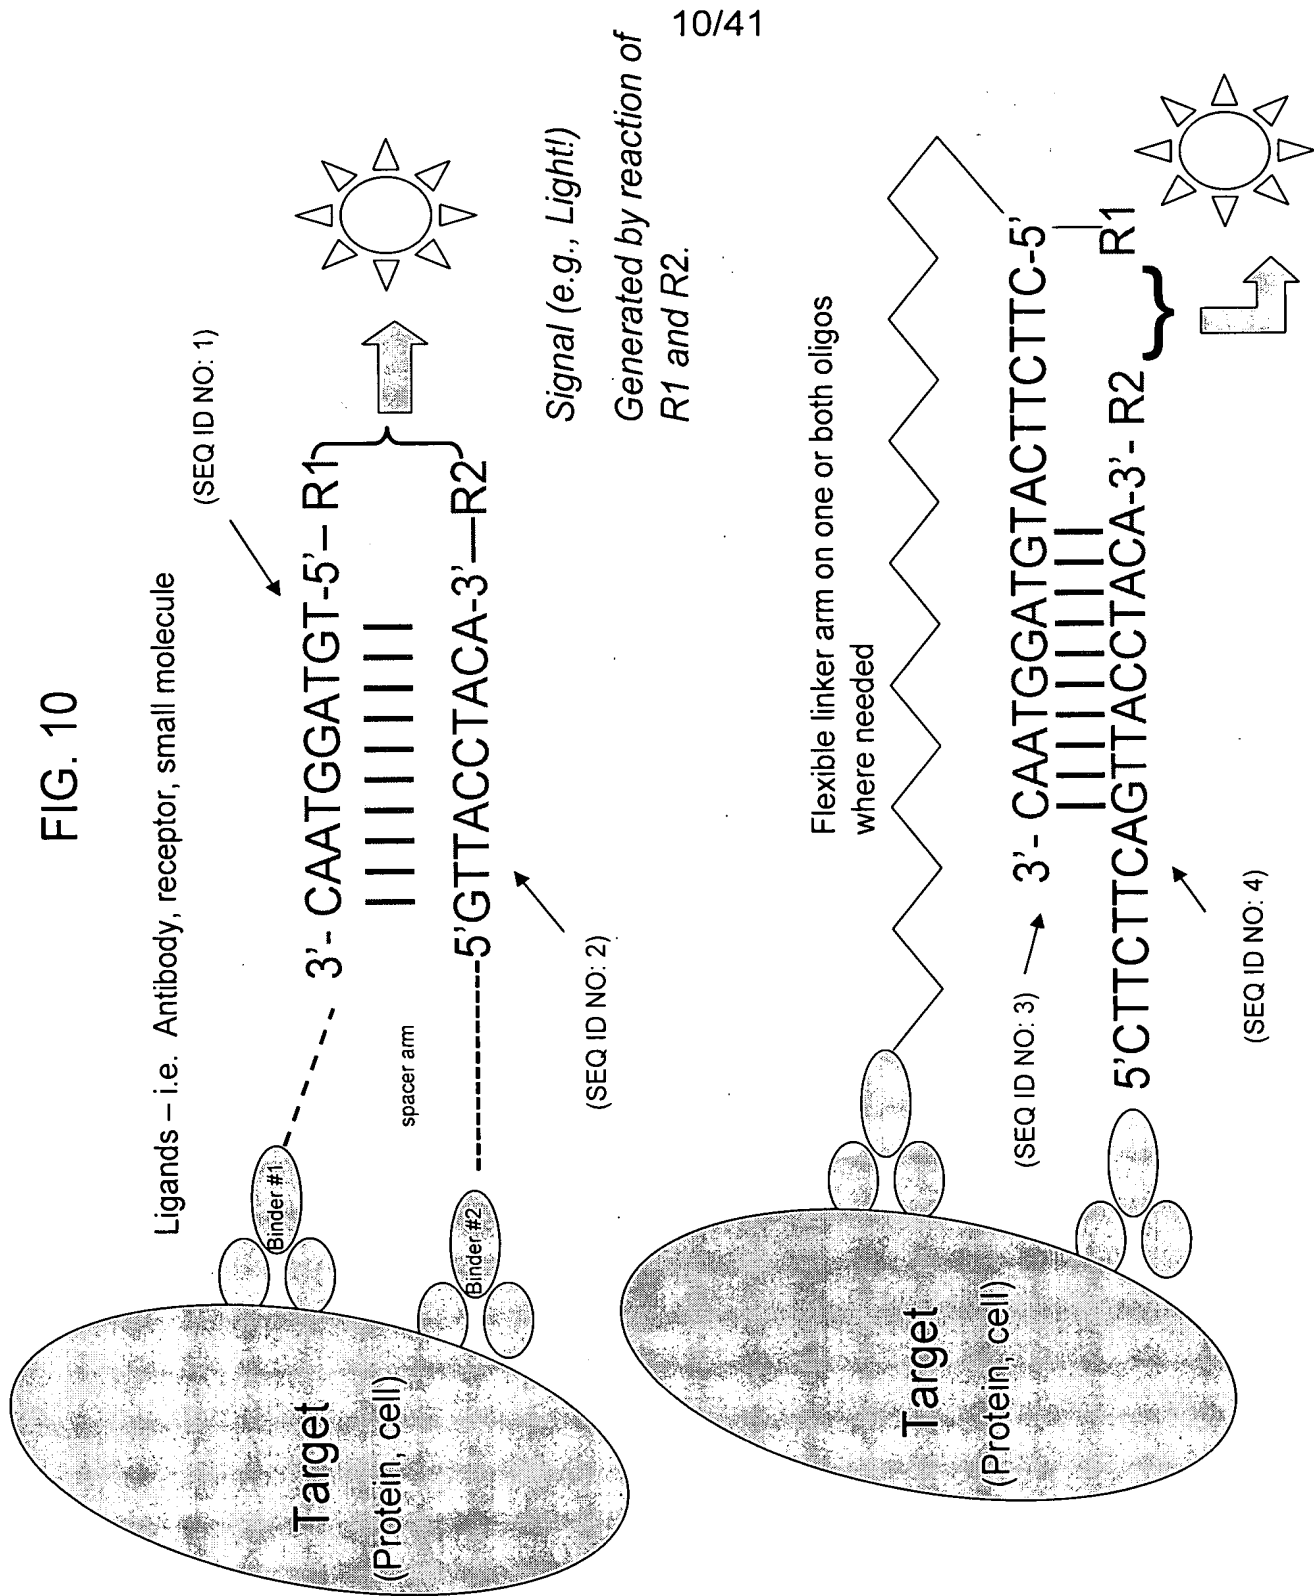 10/41
FIG. 10
Ligands – i.e. Antibody, receptor, small molecule
(SEQ ID NO: 1)
Binder #1
3'- CAATGGATGT-5'– R1
spacer arm
Binder #2
5'GTTACCTACA-3'—R2
(SEQ ID NO: 2)
Target
(Protein, cell)
Signal (e.g., Light!)
Generated by reaction of
R1 and R2.
Flexible linker arm on one or both oligos
where needed
(SEQ ID NO: 3)
3'- CAATGGATGTACTTCTTC-5'
R1
5'CTTCTTCAGTTACCTACA-3'- R2
}
(SEQ ID NO: 4)
Target
(Protein, cell)